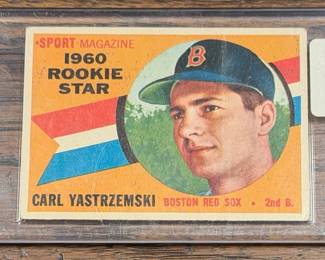 •SPORT MAGAZINE
1960
ROOKIE
STAR
B
CARL YASTRZEMSKI
BOSTON RED SOX • 2nd B.